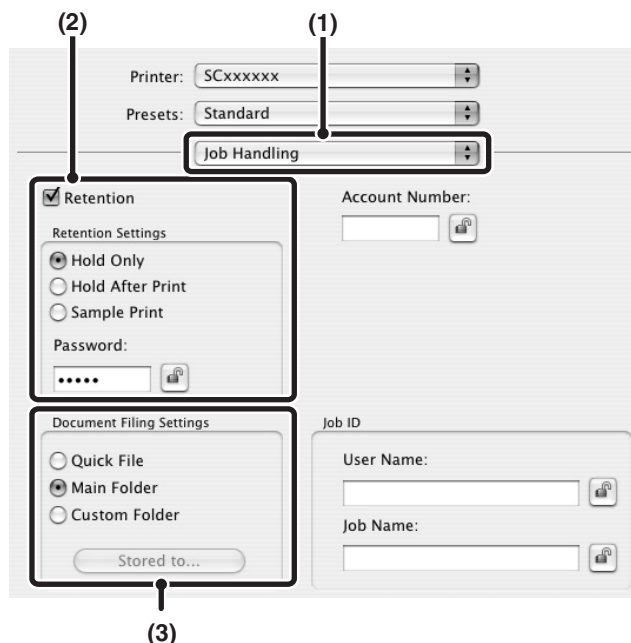 (2)
(1)
Printer: SCxxxxxx
Presets: Standard
Job Handling
Retention
Account Number:
Retention Settings
Hold Only
Hold After Print
Sample Print
Password:
•••••
Document Filing Settings
Job ID
Quick File
User Name:
Main Folder
Custom Folder
Job Name:
Stored to...
(3)